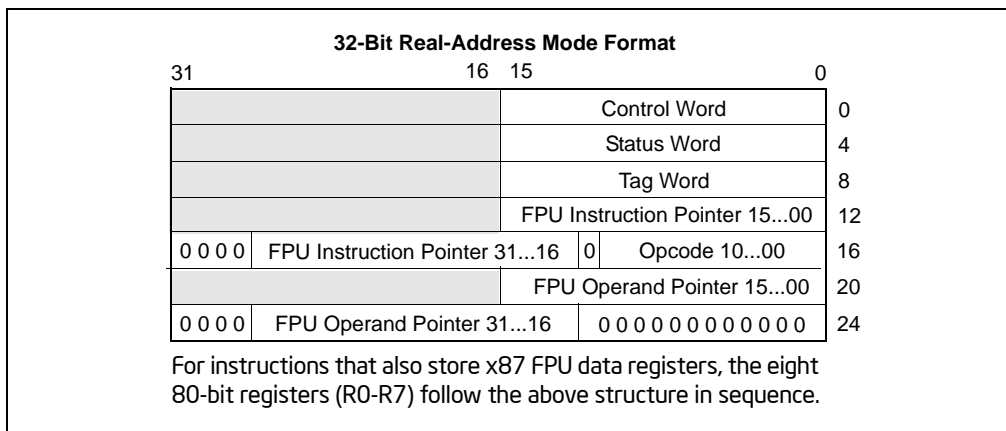 32-Bit Real-Address Mode Format
31 16 15 0
Control Word 0
Status Word 4
Tag Word 8
FPU Instruction Pointer 15...00 12
0 0 0 0 FPU Instruction Pointer 31...16 0 Opcode 10...00 16
FPU Operand Pointer 15...00 20
0 0 0 0 FPU Operand Pointer 31...16 0 0 0 0 0 0 0 0 0 0 0 0 24
For instructions that also store x87 FPU data registers, the eight
80-bit registers (R0-R7) follow the above structure in sequence.